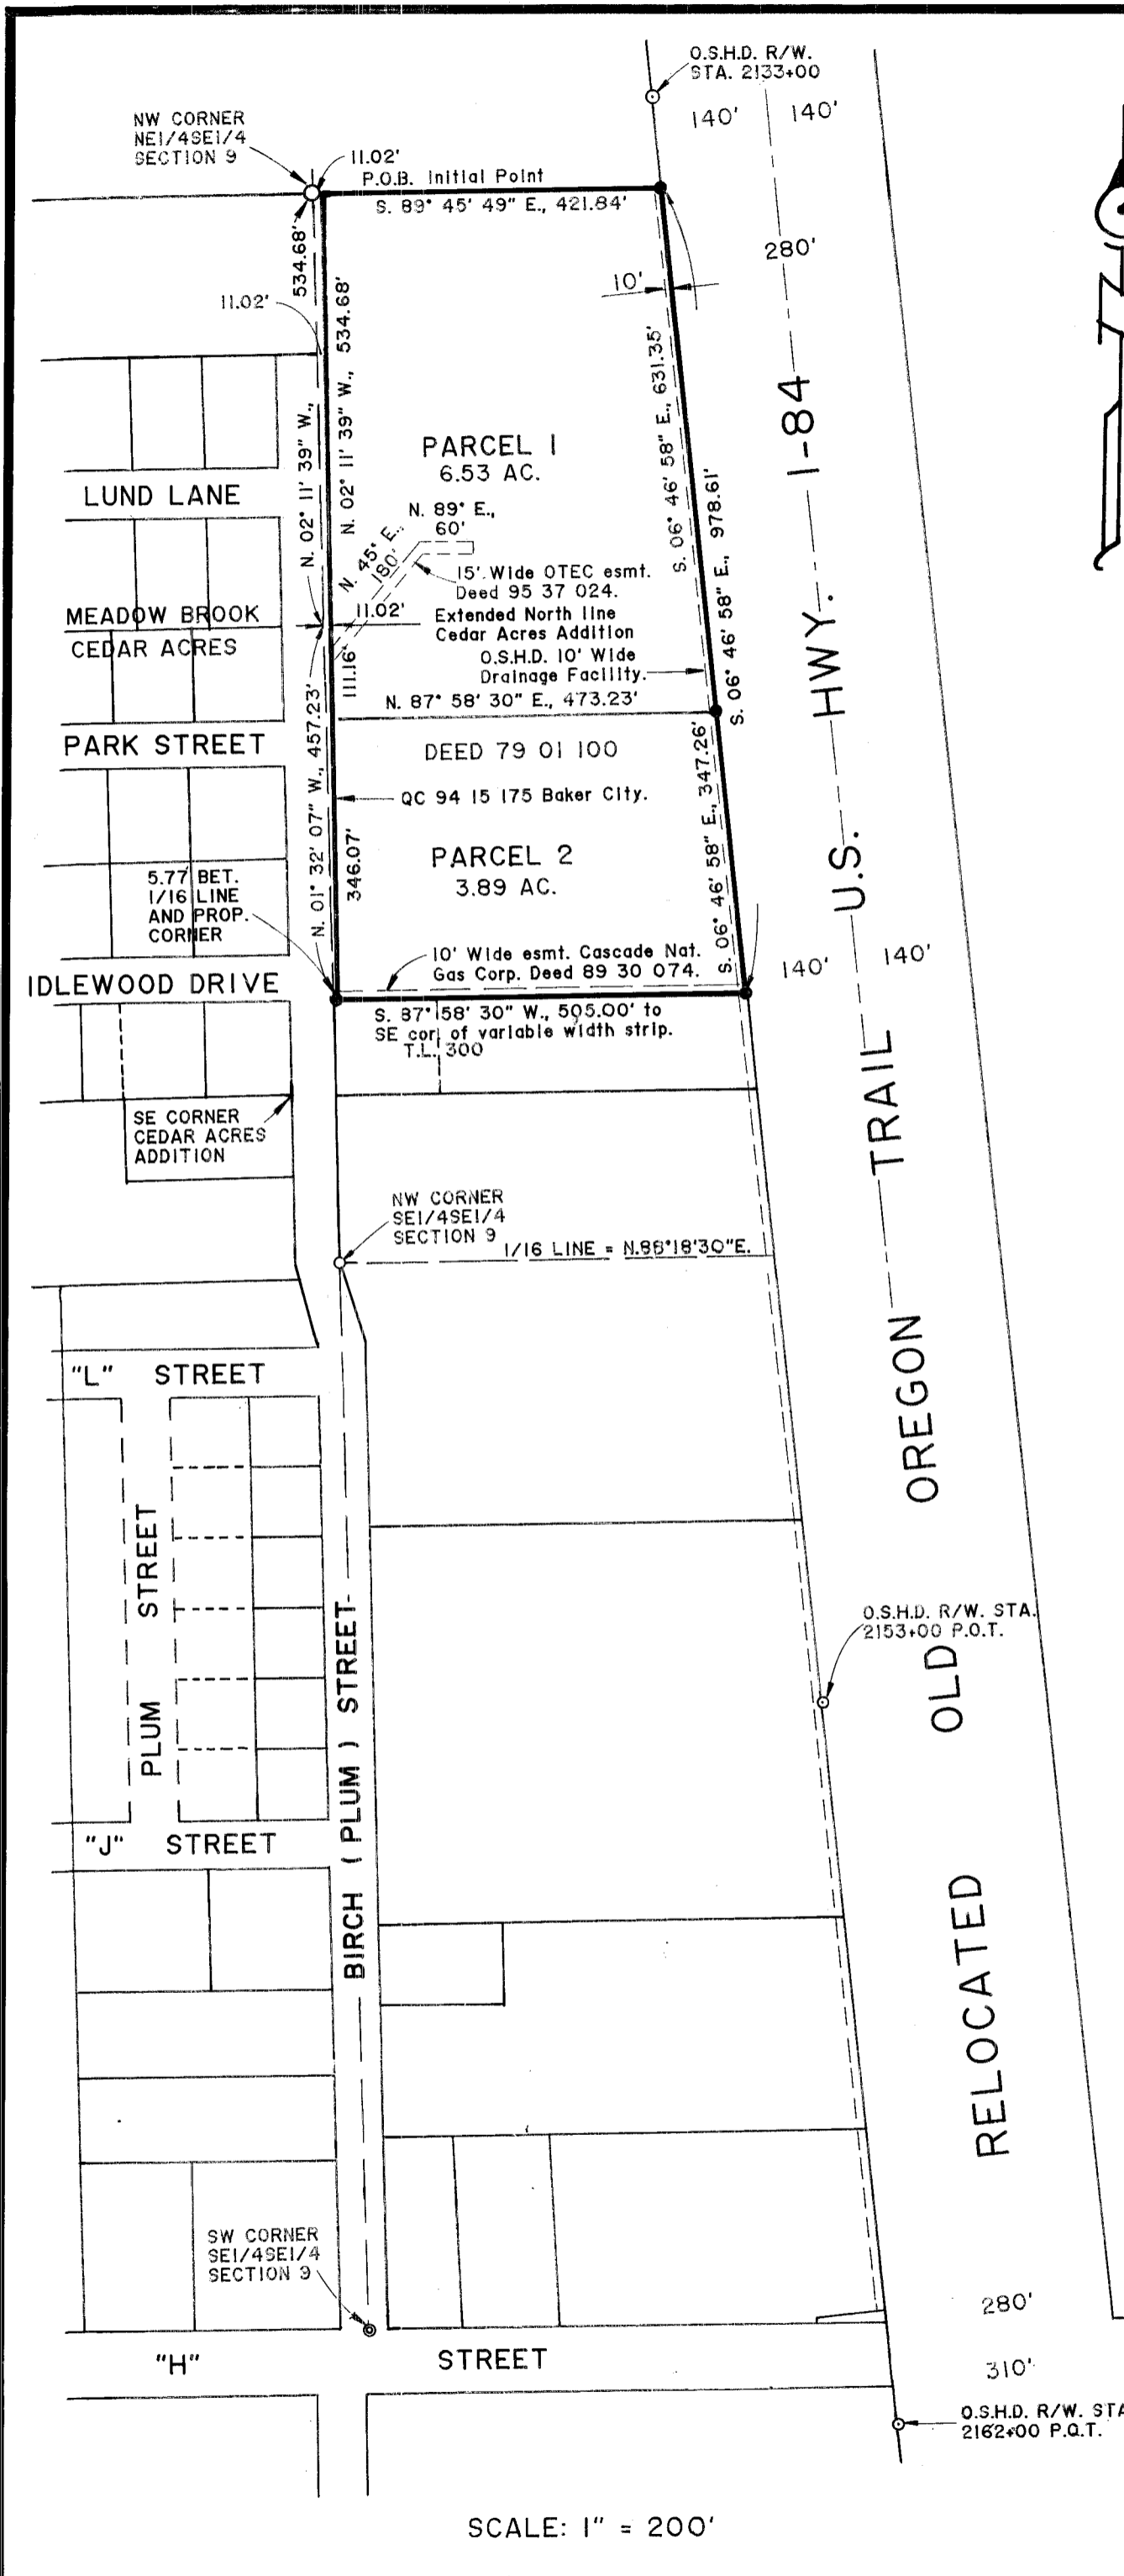 O.S.H.D. R/W.
STA. 2133+00
140'
140'
NW CORNER
NE1/4SE1/4
SECTION 9
11.02'
P.O.B. Initial Point
S. 89° 45' 49" E., 421.84'
534.68'
280'
10'
11.02'
N. 02° 11' 39" W., 534.68'
N. 02° 11' 39" W.,
S. 06° 46' 58" E., 631.35'
S. 06° 46' 58" E., 978.61'
PARCEL 1
6.53 AC.
LUND LANE
N. 89° E.,
60'
N. 45° E.,
180'
15' Wide OTEC esmt.
Deed 95 37 024.
11.02'
Extended North line
Cedar Acres Addition
MEADOW BROOK
CEDAR ACRES
O.S.H.D. 10' Wide
Drainage Facility.
111.16'
N. 87° 58' 30" E., 473.23'
PARK STREET
DEED 79 01 100
N. 01° 32' 07" W., 457.23'
S. 06° 46' 58" E., 347.26'
QC 94 15 175 Baker City.
346.07'
PARCEL 2
3.89 AC.
5.77 BET.
1/16 LINE
AND PROP.
CORNER
10' Wide esmt. Cascade Nat.
Gas Corp. Deed 89 30 074.
140'
140'
IDLEWOOD DRIVE
S. 87° 58' 30" W., 505.00' to
SE cor. of variable width strip.
T.L. 300
SE CORNER
CEDAR ACRES
ADDITION
NW CORNER
SE1/4SE1/4
SECTION 9
1/16 LINE = N.88°18'30"E.
"L" STREET
PLUM STREET
BIRCH (PLUM) STREET
O.S.H.D. R/W. STA.
2153+00 P.O.T.
"J" STREET
RELOCATED OLD OREGON TRAIL U.S. HWY. I-84
SW CORNER
SE1/4SE1/4
SECTION 9
280'
"H" STREET
310'
O.S.H.D. R/W. STA
2162+00 P.O.T.
SCALE: 1" = 200'